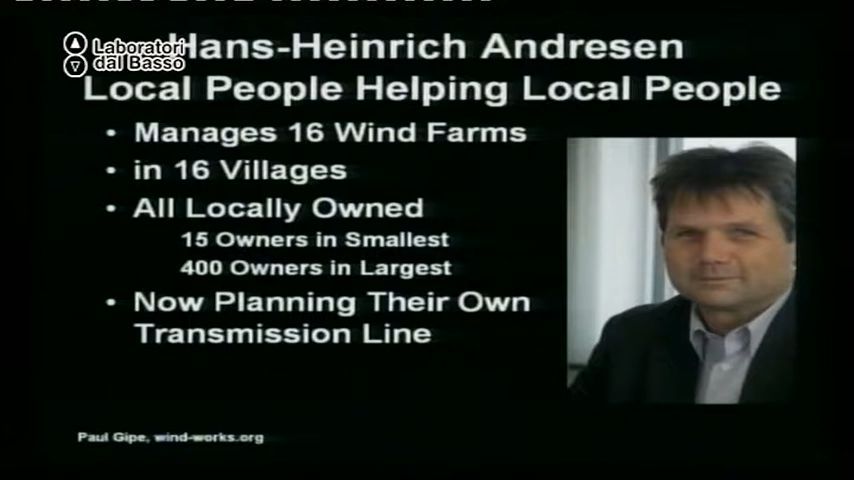 Laboratori
dal Basso
Hans-Heinrich Andresen
Local People Helping Local People
• Manages 16 Wind Farms
• in 16 Villages
• All Locally Owned
15 Owners in Smallest
400 Owners in Largest
• Now Planning Their Own
Transmission Line
Paul Gipe, wind-works.org